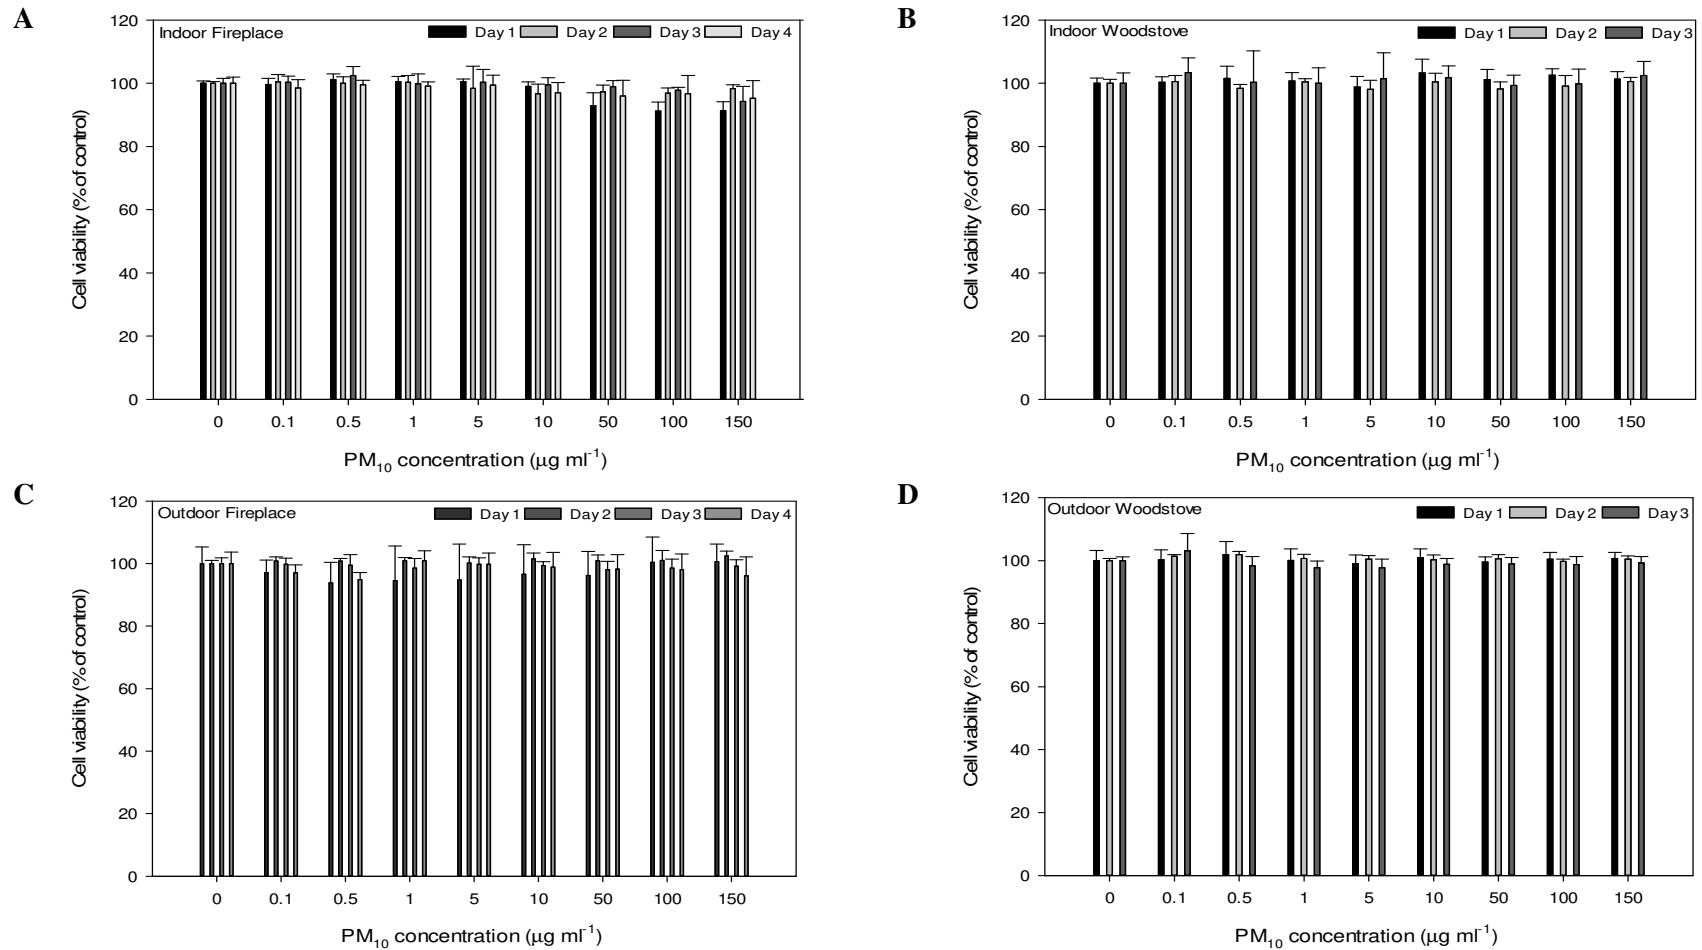 A
Indoor Fireplace
Day 1 Day 2 Day 3 Day 4
120
100
80
60
40
20
0
Cell viability (% of control)
0 0.1 0.5 1 5 10 50 100 150
PM10 concentration (µg ml-1)
B
Indoor Woodstove
Day 1 Day 2 Day 3
120
100
80
60
40
20
0
Cell viability (% of control)
0 0.1 0.5 1 5 10 50 100 150
PM10 concentration (µg ml-1)
C
Outdoor Fireplace
Day 1 Day 2 Day 3 Day 4
120
100
80
60
40
20
0
Cell viability (% of control)
0 0.1 0.5 1 5 10 50 100 150
PM10 concentration (µg ml-1)
D
Outdoor Woodstove
Day 1 Day 2 Day 3
120
100
80
60
40
20
0
Cell viability (% of control)
0 0.1 0.5 1 5 10 50 100 150
PM10 concentration (µg ml-1)